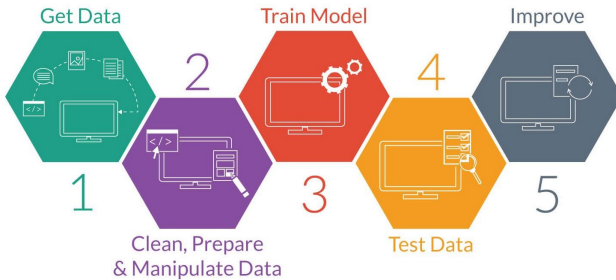 Get Data
1
2
Clean, Prepare
& Manipulate Data
Train Model
3
4
Test Data
Improve
5
</>
</>